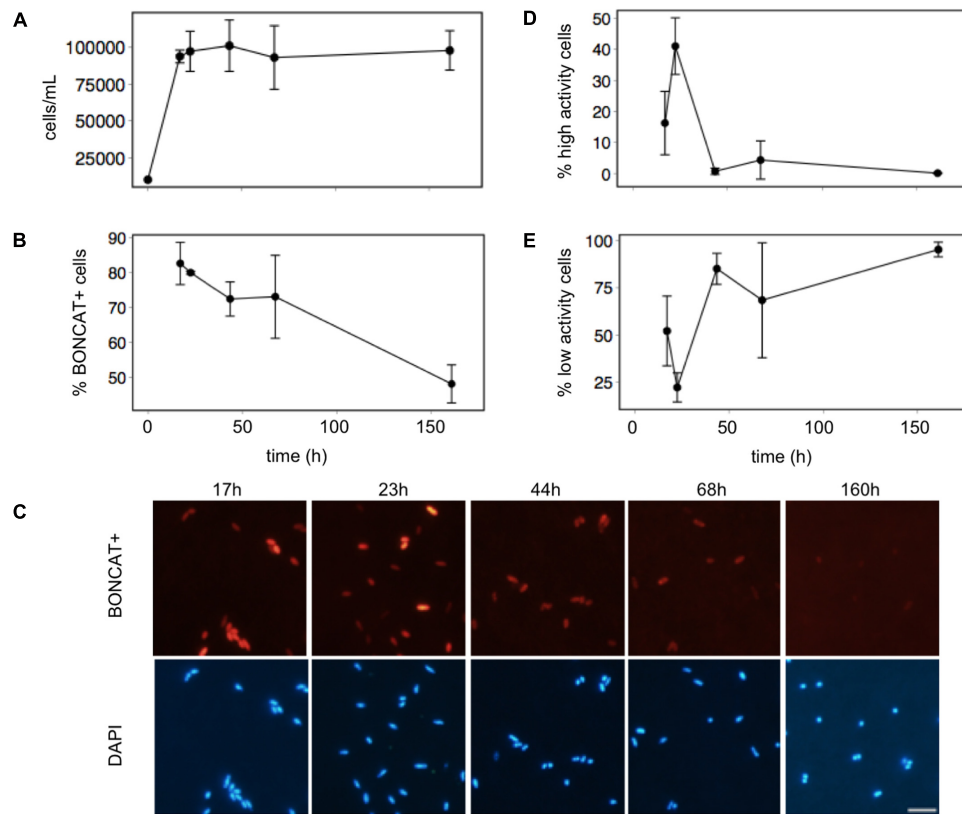 A
cells/mL
100000
75000
50000
25000
B
% BONCAT+ cells
90
80
70
60
50
0 50 100 150
time (h)
D
% high activity cells
50
40
30
20
10
0
E
% low activity cells
100
75
50
25
0 50 100 150
time (h)
C
17h 23h 44h 68h 160h
BONCAT+
DAPI